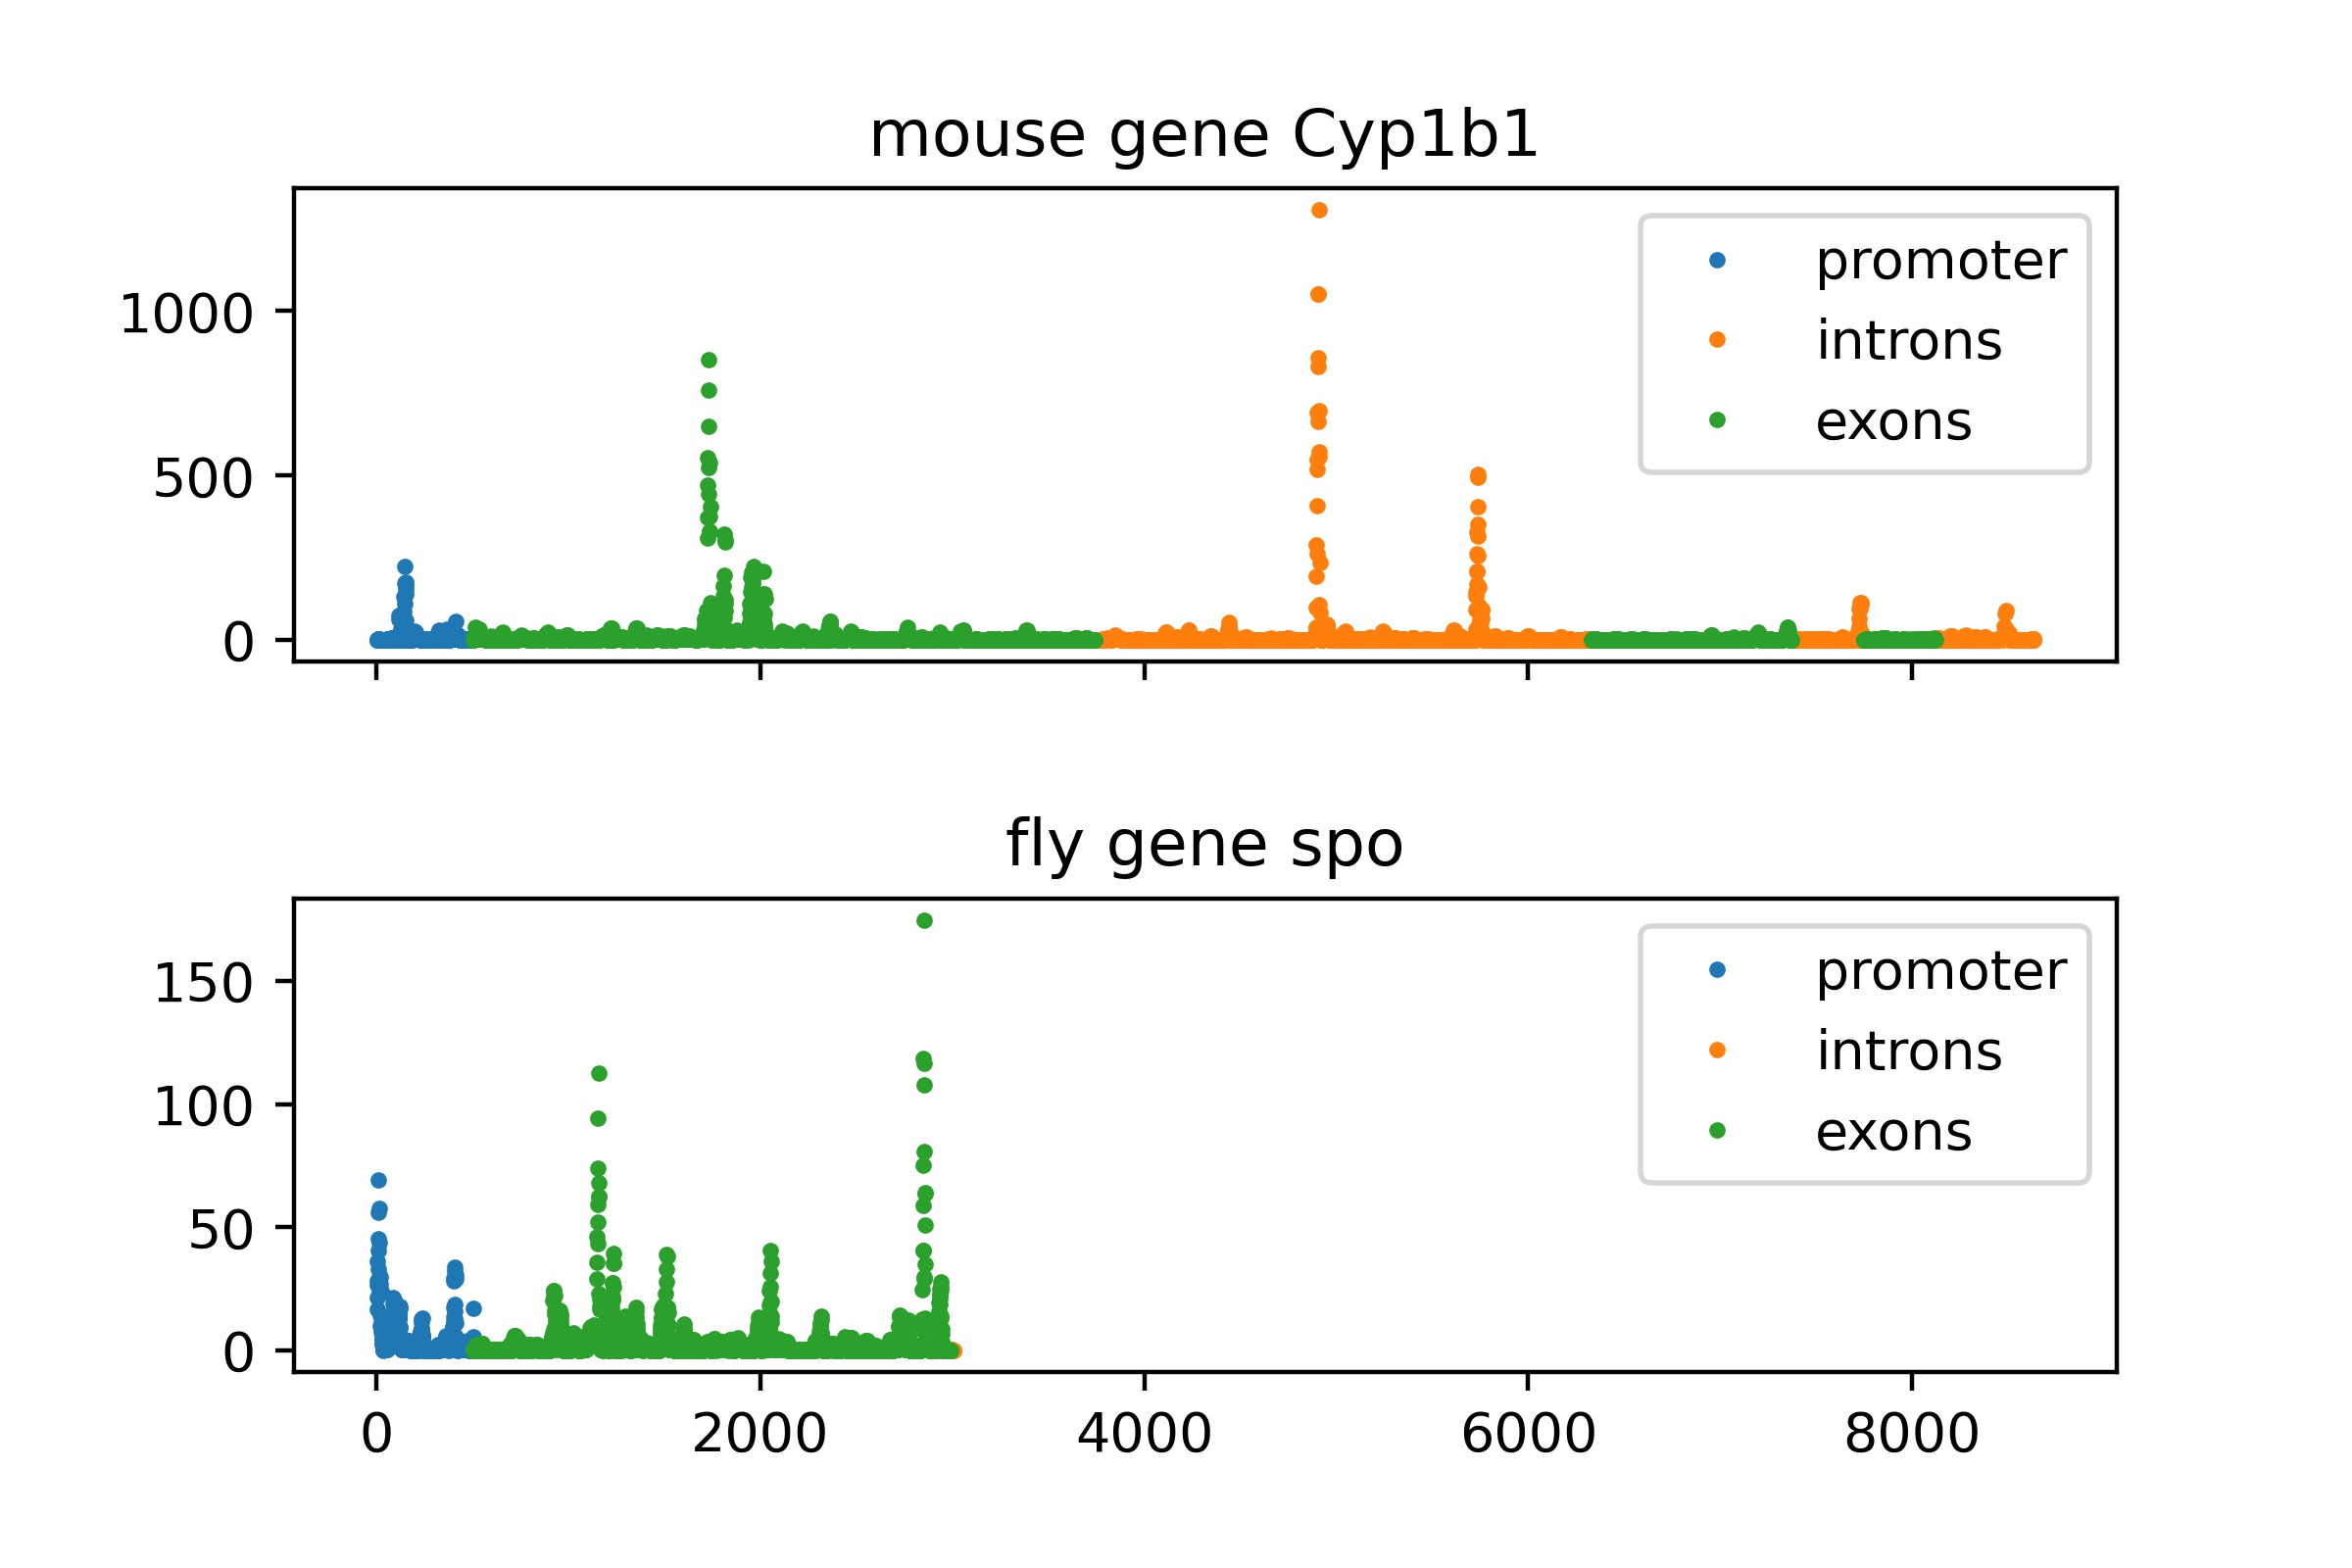 mouse gene Cyp1b1
1000
500
0
promoter
introns
exons
fly gene spo
150
100
50
0
promoter
introns
exons
0 2000 4000 6000 8000